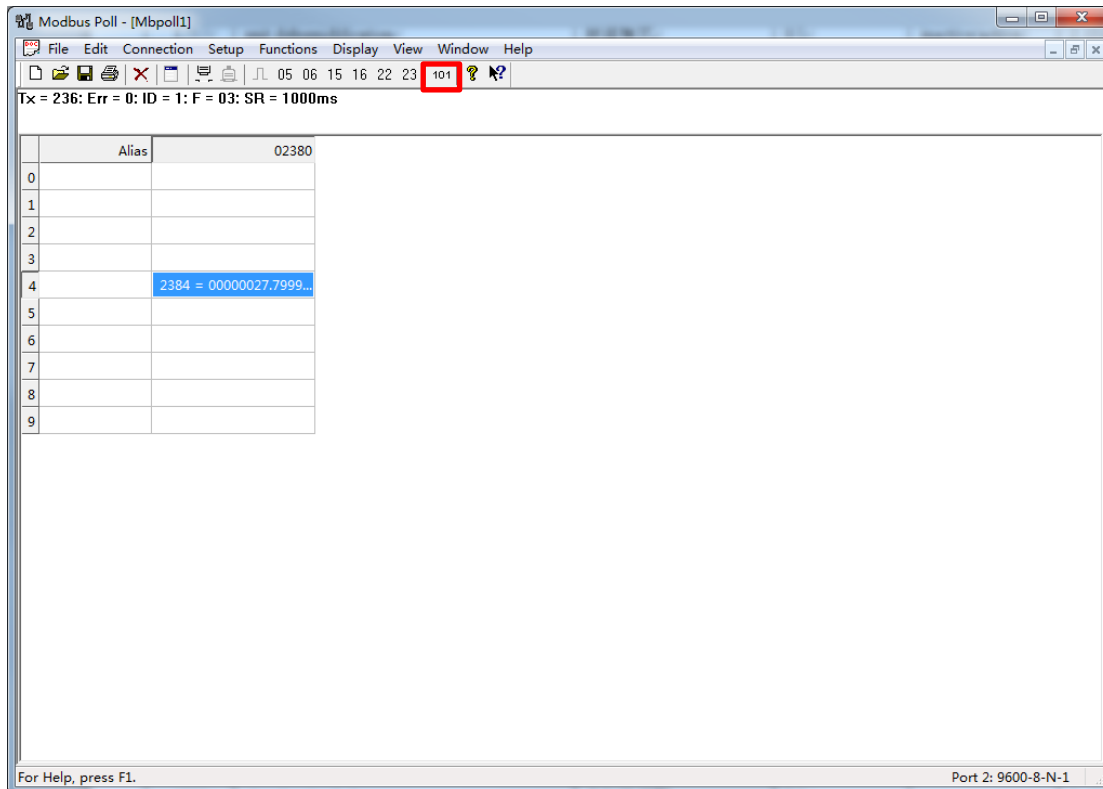 Modbus Poll - [Mbpoll1]
File Edit Connection Setup Functions Display View Window Help
05 06 15 16 22 23 101
Tx = 236: Err = 0: ID = 1: F = 03: SR = 1000ms
Alias 02380
0
1
2
3
4 2384 = 00000027.7999...
5
6
7
8
9
For Help, press F1. Port 2: 9600-8-N-1